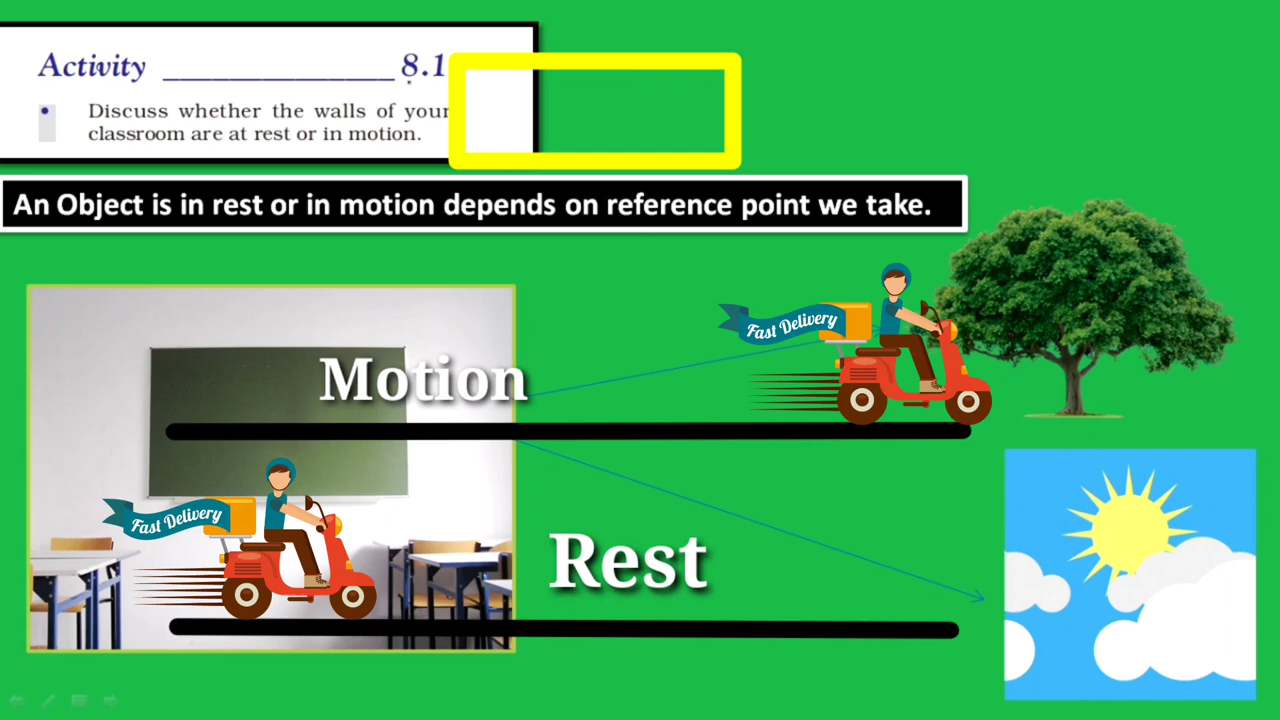 Activity ________________ 8.1
• Discuss whether the walls of your
classroom are at rest or in motion.
An Object is in rest or in motion depends on reference point we take.
Fast Delivery
Motion
Fast Delivery
Rest